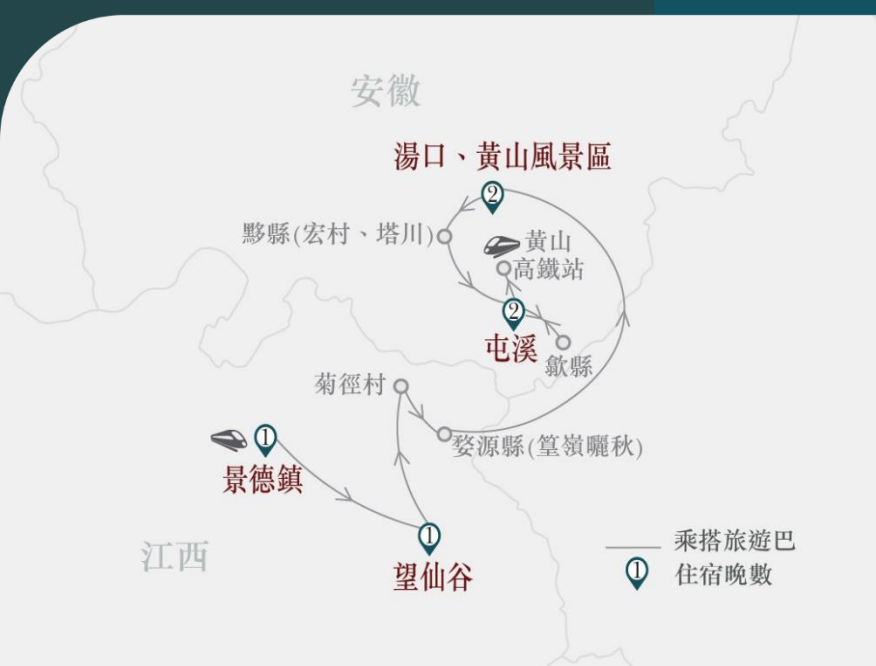 安徽
湯口、黃山風景區
2
黟縣(宏村、塔川)
黃山
高鐵站
2
屯溪
歙縣
菊徑村
婺源縣(篁嶺曬秋)
1
景德鎮
江西
1
望仙谷
乘搭旅遊巴
1
住宿晚數